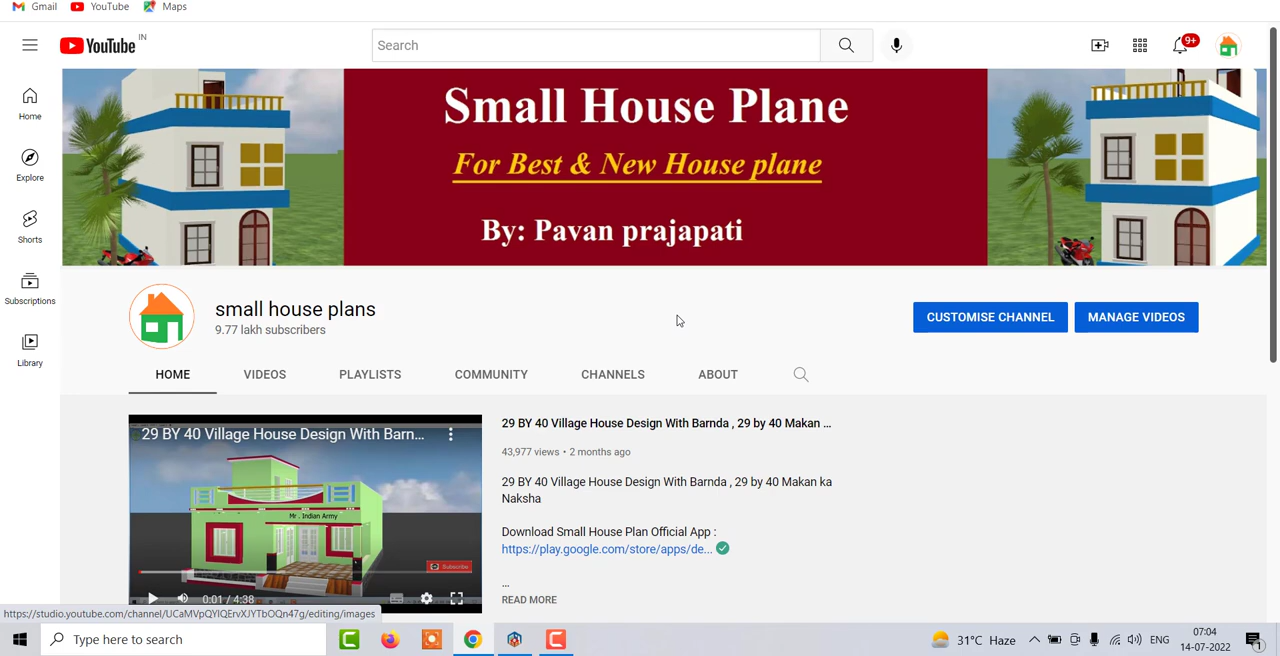 Gmail YouTube Maps
YouTube IN
Search
9+
Small House Plane
For Best & New House plane
By: Pavan prajapati
Home
Explore
Shorts
Subscriptions
Library
small house plans
9.77 lakh subscribers
CUSTOMISE CHANNEL
MANAGE VIDEOS
HOME VIDEOS PLAYLISTS COMMUNITY CHANNELS ABOUT
29 BY 40 Village House Design With Barn...
Mr . Indian Army
Subscribe
0:01 / 4:38
29 BY 40 Village House Design With Barnda , 29 by 40 Makan ...
43,977 views • 2 months ago
29 BY 40 Village House Design With Barnda , 29 by 40 Makan ka
Naksha
Download Small House Plan Official App :
https://play.google.com/store/apps/de...
...
READ MORE
https://studio.youtube.com/channel/UCaMVpQYIQErvXJYTbOQn47g/editing/images
Type here to search
31°C Haze
ENG
07:04
14-07-2022
1